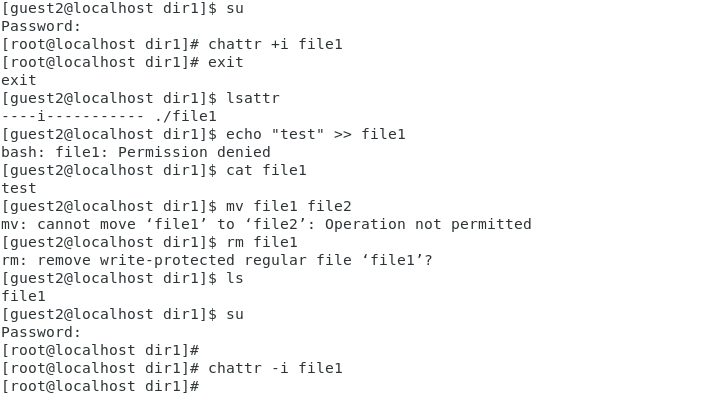 [guest2@localhost dir1]$ su
Password:
[root@localhost dir1]# chattr +i file1
[root@localhost dir1]# exit
exit
[guest2@localhost dir1]$ lsattr
----i----------- ./file1
[guest2@localhost dir1]$ echo "test" >> file1
bash: file1: Permission denied
[guest2@localhost dir1]$ cat file1
test
[guest2@localhost dir1]$ mv file1 file2
mv: cannot move ‘file1’ to ‘file2’: Operation not permitted
[guest2@localhost dir1]$ rm file1
rm: remove write-protected regular file ‘file1’?
[guest2@localhost dir1]$ ls
file1
[guest2@localhost dir1]$ su
Password:
[root@localhost dir1]#
[root@localhost dir1]# chattr -i file1
[root@localhost dir1]#